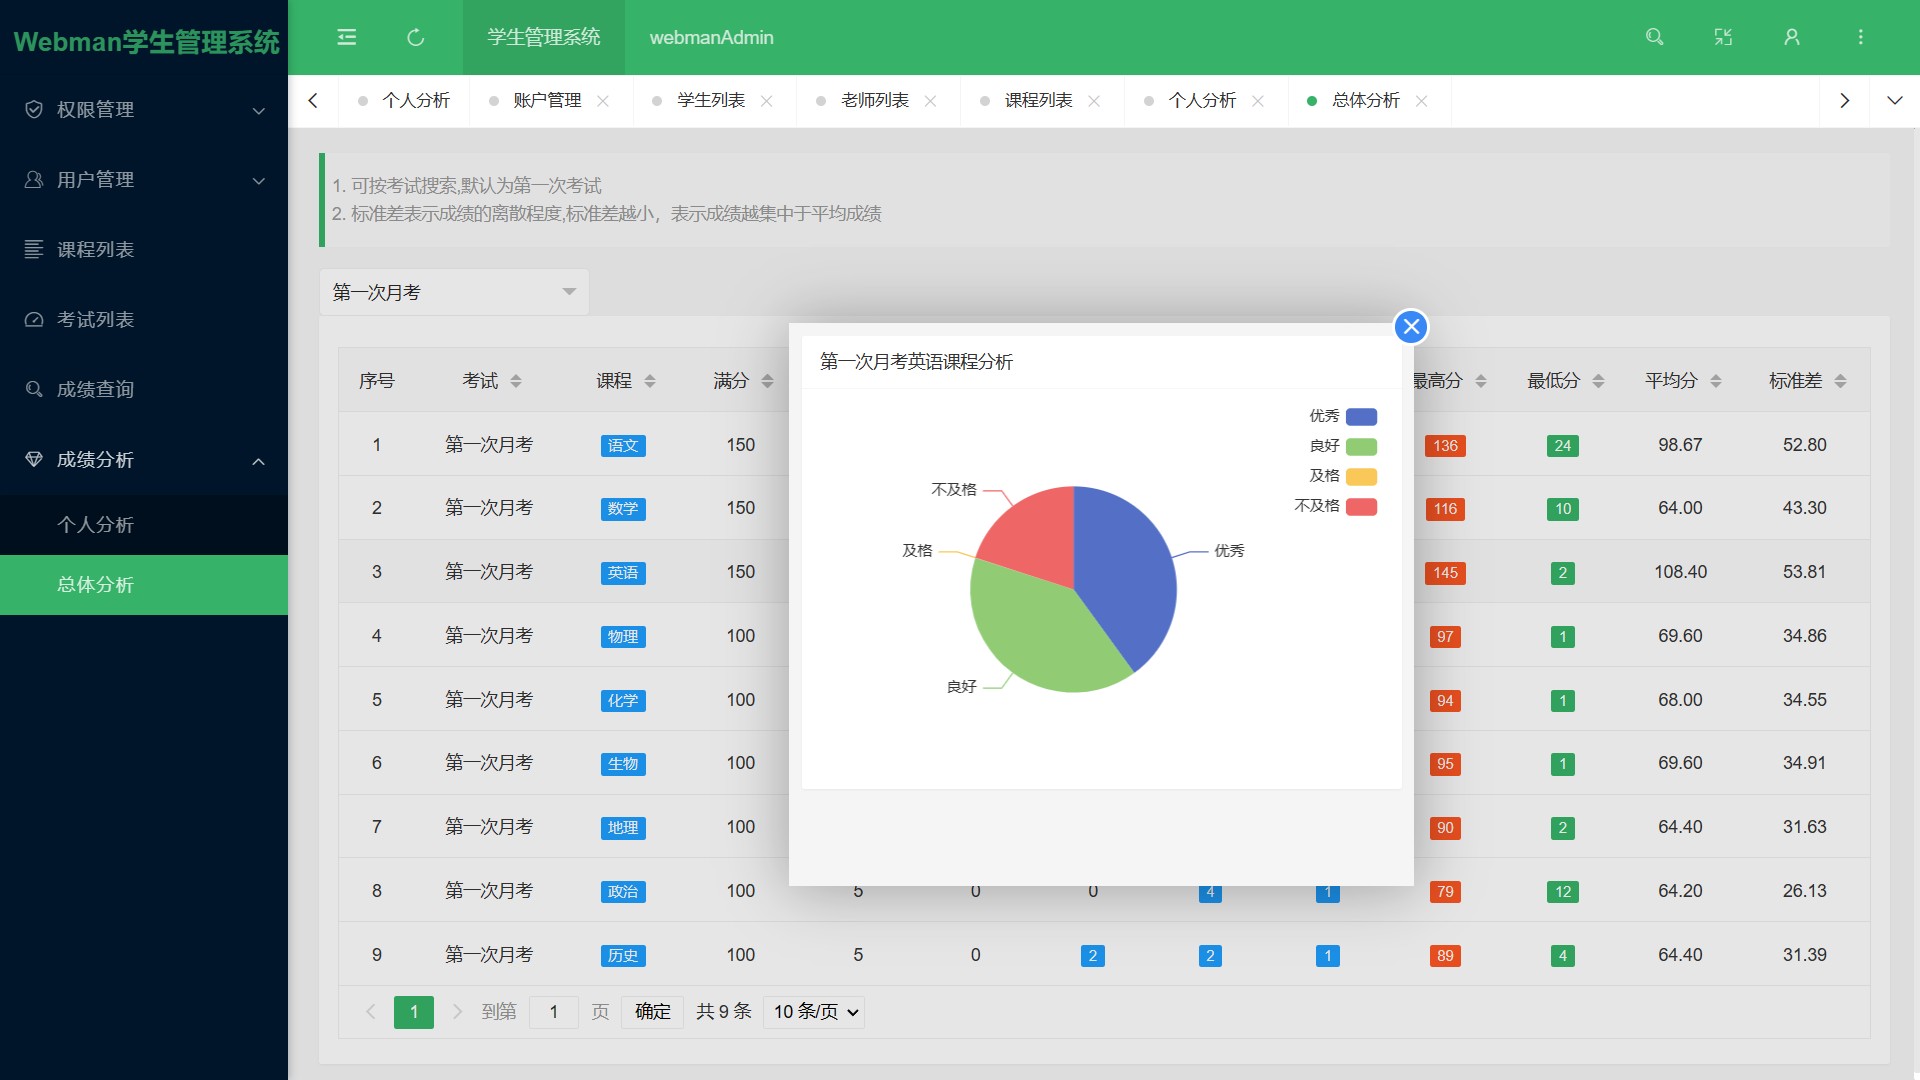 Webman学生管理系统
学生管理系统
webmanAdmin
权限管理
用户管理
课程列表
考试列表
成绩查询
成绩分析
个人分析
总体分析
个人分析
账户管理
学生列表
老师列表
课程列表
个人分析
总体分析
1. 可按考试搜索,默认为第一次考试
2. 标准差表示成绩的离散程度,标准差越小，表示成绩越集中于平均成绩
第一次月考
序号 考试 课程 满分 最高分 最低分 平均分 标准差
1 第一次月考 语文 150 136 24 98.67 52.80
2 第一次月考 数学 150 116 10 64.00 43.30
3 第一次月考 英语 150 145 2 108.40 53.81
4 第一次月考 物理 100 97 1 69.60 34.86
5 第一次月考 化学 100 94 1 68.00 34.55
6 第一次月考 生物 100 95 1 69.60 34.91
7 第一次月考 地理 100 90 2 64.40 31.63
8 第一次月考 政治 100 5 0 0 4 1 79 12 64.20 26.13
9 第一次月考 历史 100 5 0 2 2 1 89 4 64.40 31.39
1 到第 1 页 确定 共 9 条 10 条/页
第一次月考英语课程分析
优秀
良好
及格
不及格
不及格
及格
优秀
良好